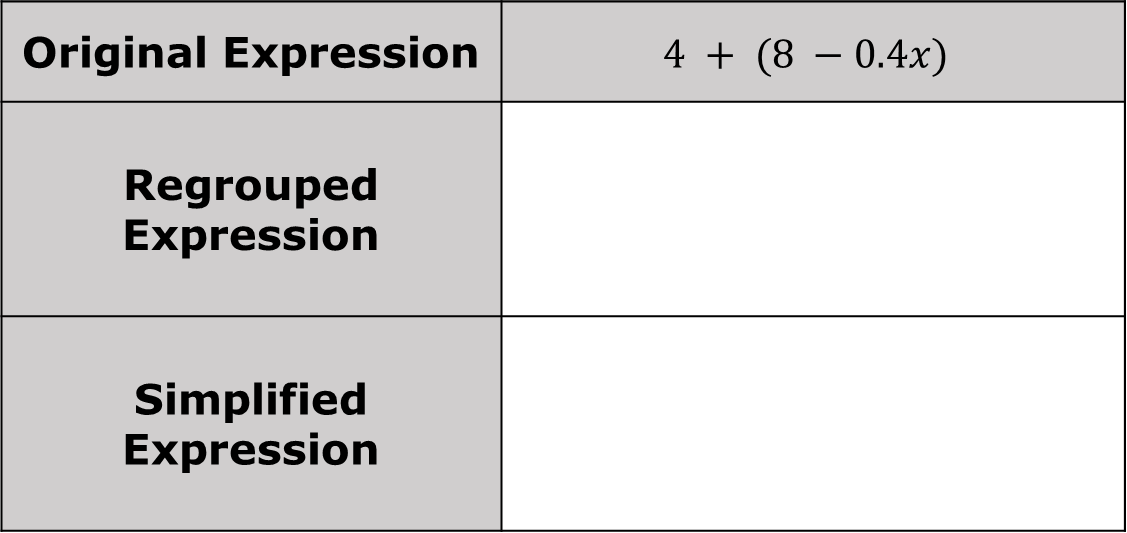 Original Expression
4 + (8 − 0.4x)
Regrouped
Expression
Simplified
Expression